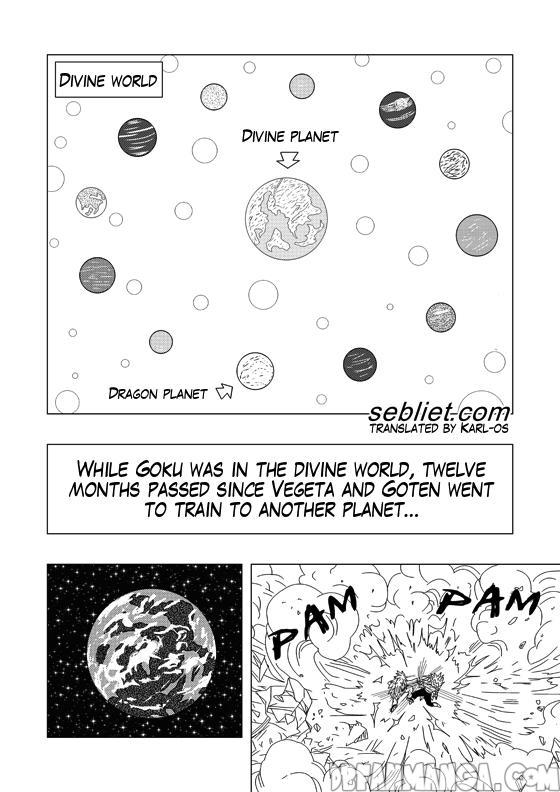 Divine world
Divine planet
Dragon planet
sebliet.com
translated by Karl-os
While Goku was in the divine world, twelve
months passed since Vegeta and Goten went
to train to another planet...
PAM
PAM
DBFANMANGA.COM